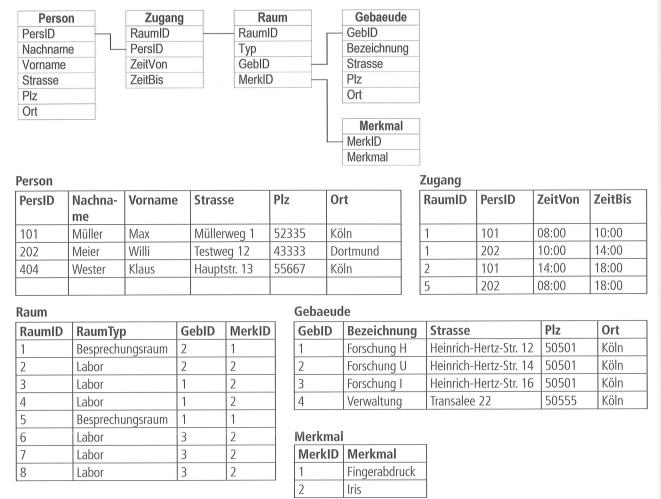 Person Zugang Raum Gebaeude
PersID RaumID RaumID GebID
Nachname PersID Typ Bezeichnung
Vorname ZeitVon GebID Strasse
Strasse ZeitBis MerkID Plz
Plz Ort
Ort
Merkmal
MerkID
Merkmal
Person
PersID Nachna-me Vorname Strasse Plz Ort
101 Müller Max Müllerweg 1 52335 Köln
202 Meier Willi Testweg 12 43333 Dortmund
404 Wester Klaus Hauptstr. 13 55667 Köln
Zugang
RaumID PersID ZeitVon ZeitBis
1 101 08:00 10:00
1 202 10:00 14:00
2 101 14:00 18:00
5 202 08:00 18:00
Raum
RaumID RaumTyp GebID MerkID
1 Besprechungsraum 2 1
2 Labor 2 2
3 Labor 1 2
4 Labor 1 2
5 Besprechungsraum 1 1
6 Labor 3 2
7 Labor 3 2
8 Labor 3 2
Gebaeude
GebID Bezeichnung Strasse Plz Ort
1 Forschung H Heinrich-Hertz-Str. 12 50501 Köln
2 Forschung U Heinrich-Hertz-Str. 14 50501 Köln
3 Forschung I Heinrich-Hertz-Str. 16 50501 Köln
4 Verwaltung Transalee 22 50555 Köln
Merkmal
MerkID Merkmal
1 Fingerabdruck
2 Iris